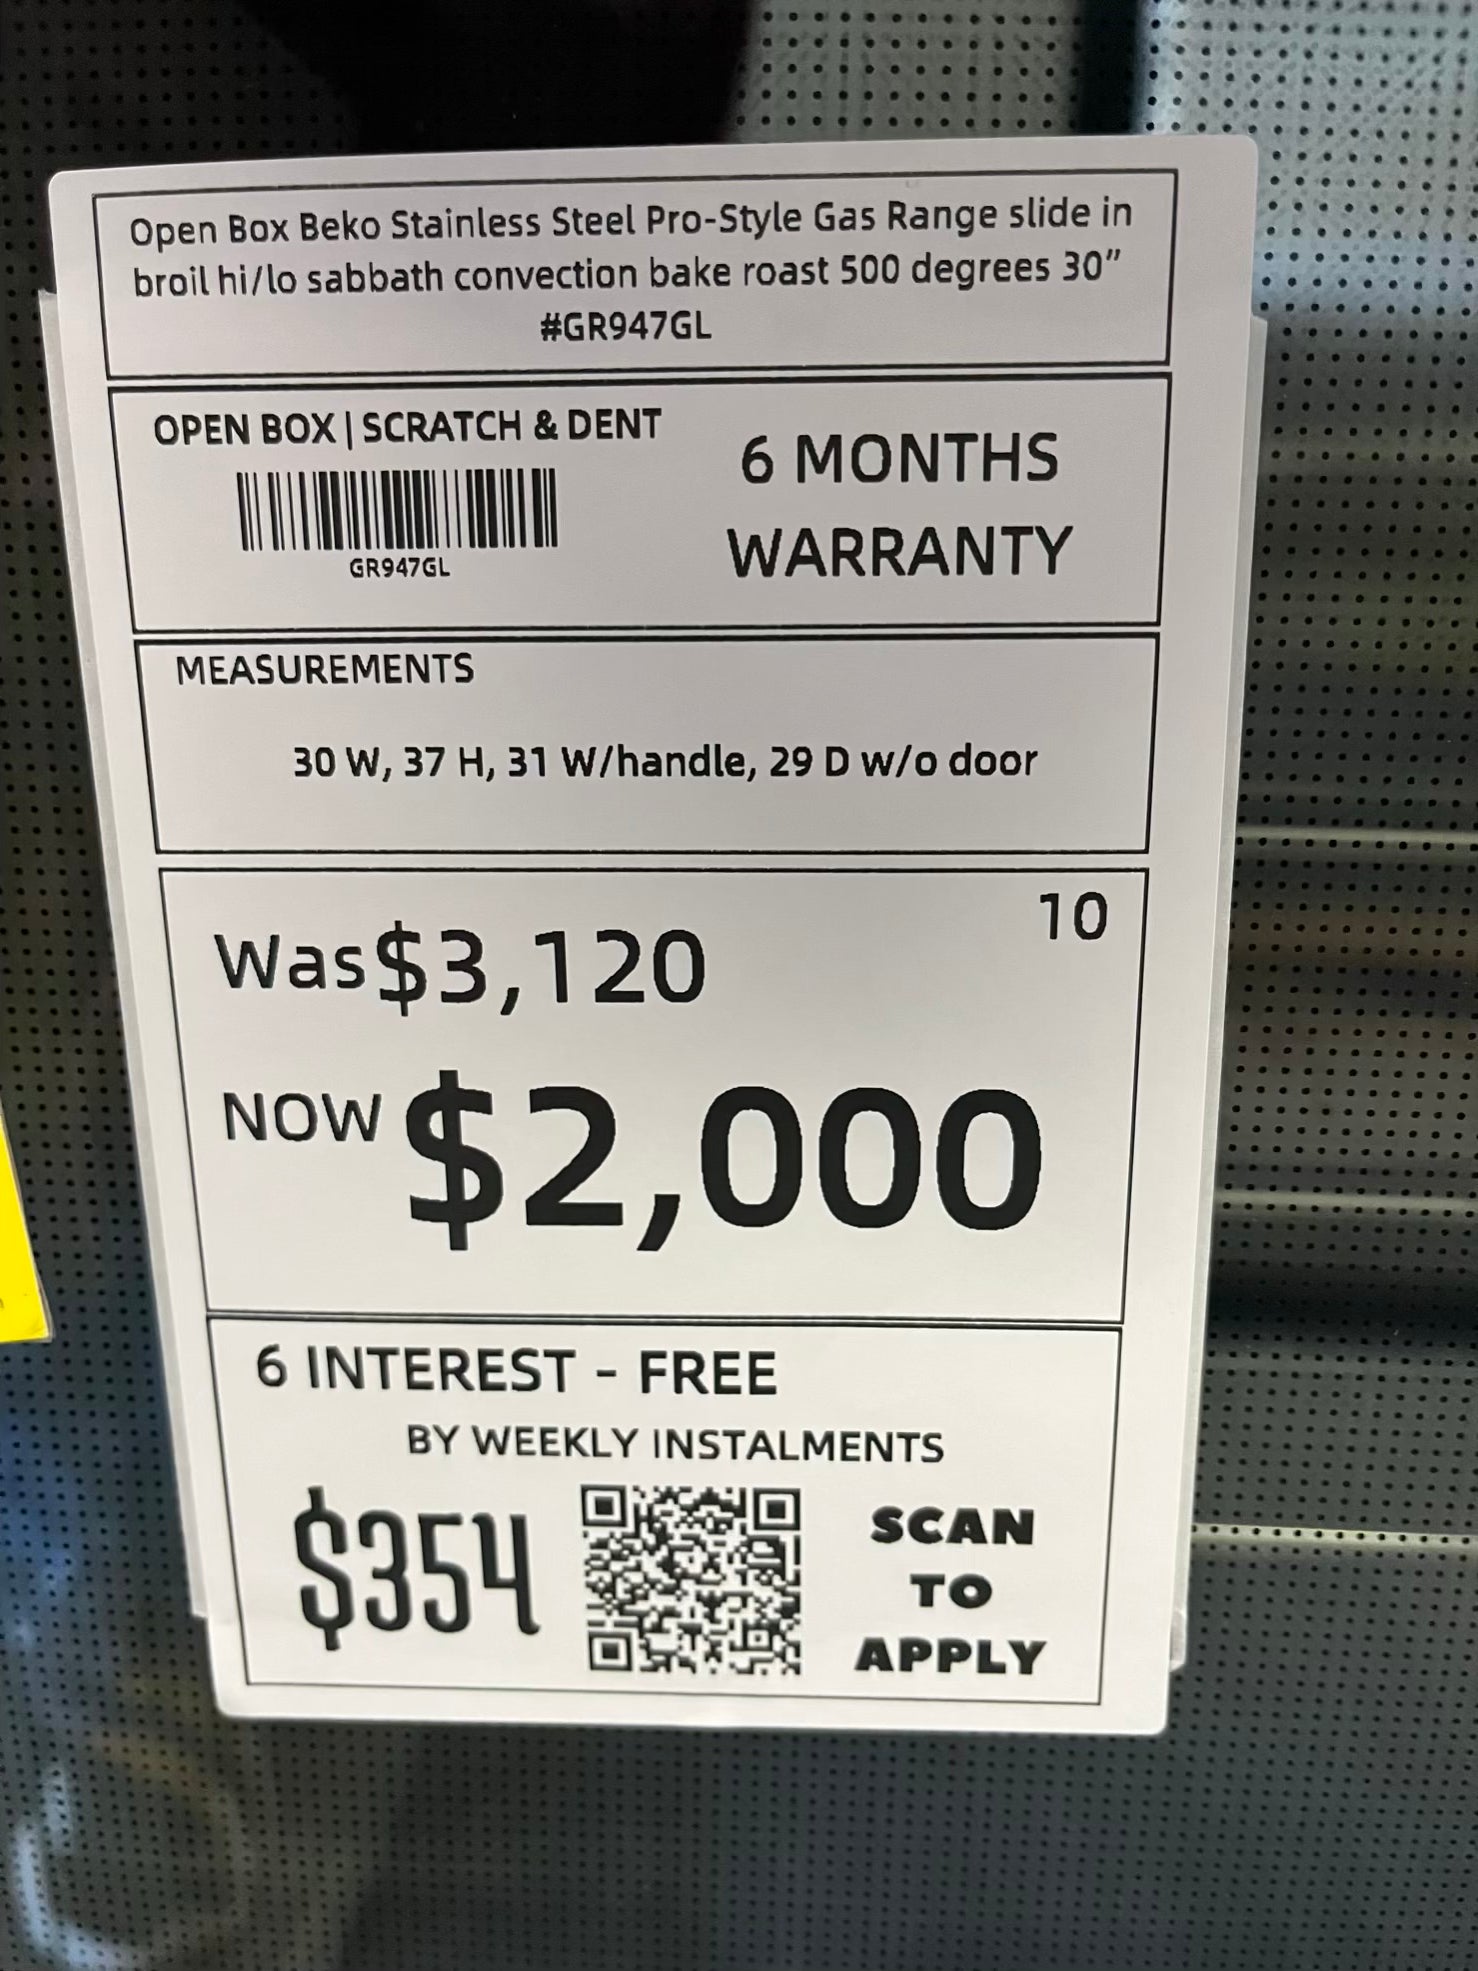 Open Box Beko Stainless Steel Pro-Style Gas Range slide in
broil hi/lo sabbath convection bake roast 500 degrees 30”
#GR947GL
OPEN BOX | SCRATCH & DENT
GR947GL
6 MONTHS
WARRANTY
MEASUREMENTS
30 W, 37 H, 31 W/handle, 29 D w/o door
10
Was $3,120
NOW $2,000
6 INTEREST - FREE
BY WEEKLY INSTALMENTS
$354
SCAN
TO
APPLY